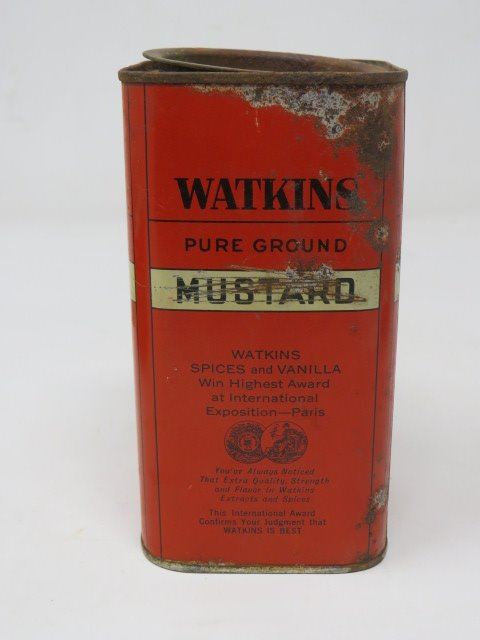 WATKINS
PURE GROUND
MUSTARD
WATKINS
SPICES and VANILLA
Win Highest Award
at International
Exposition—Paris
You've Always Noticed
That Extra Quality, Strength
and Flavor in Watkins
Extracts and Spices
This International Award
Confirms Your Judgment that
WATKINS IS BEST